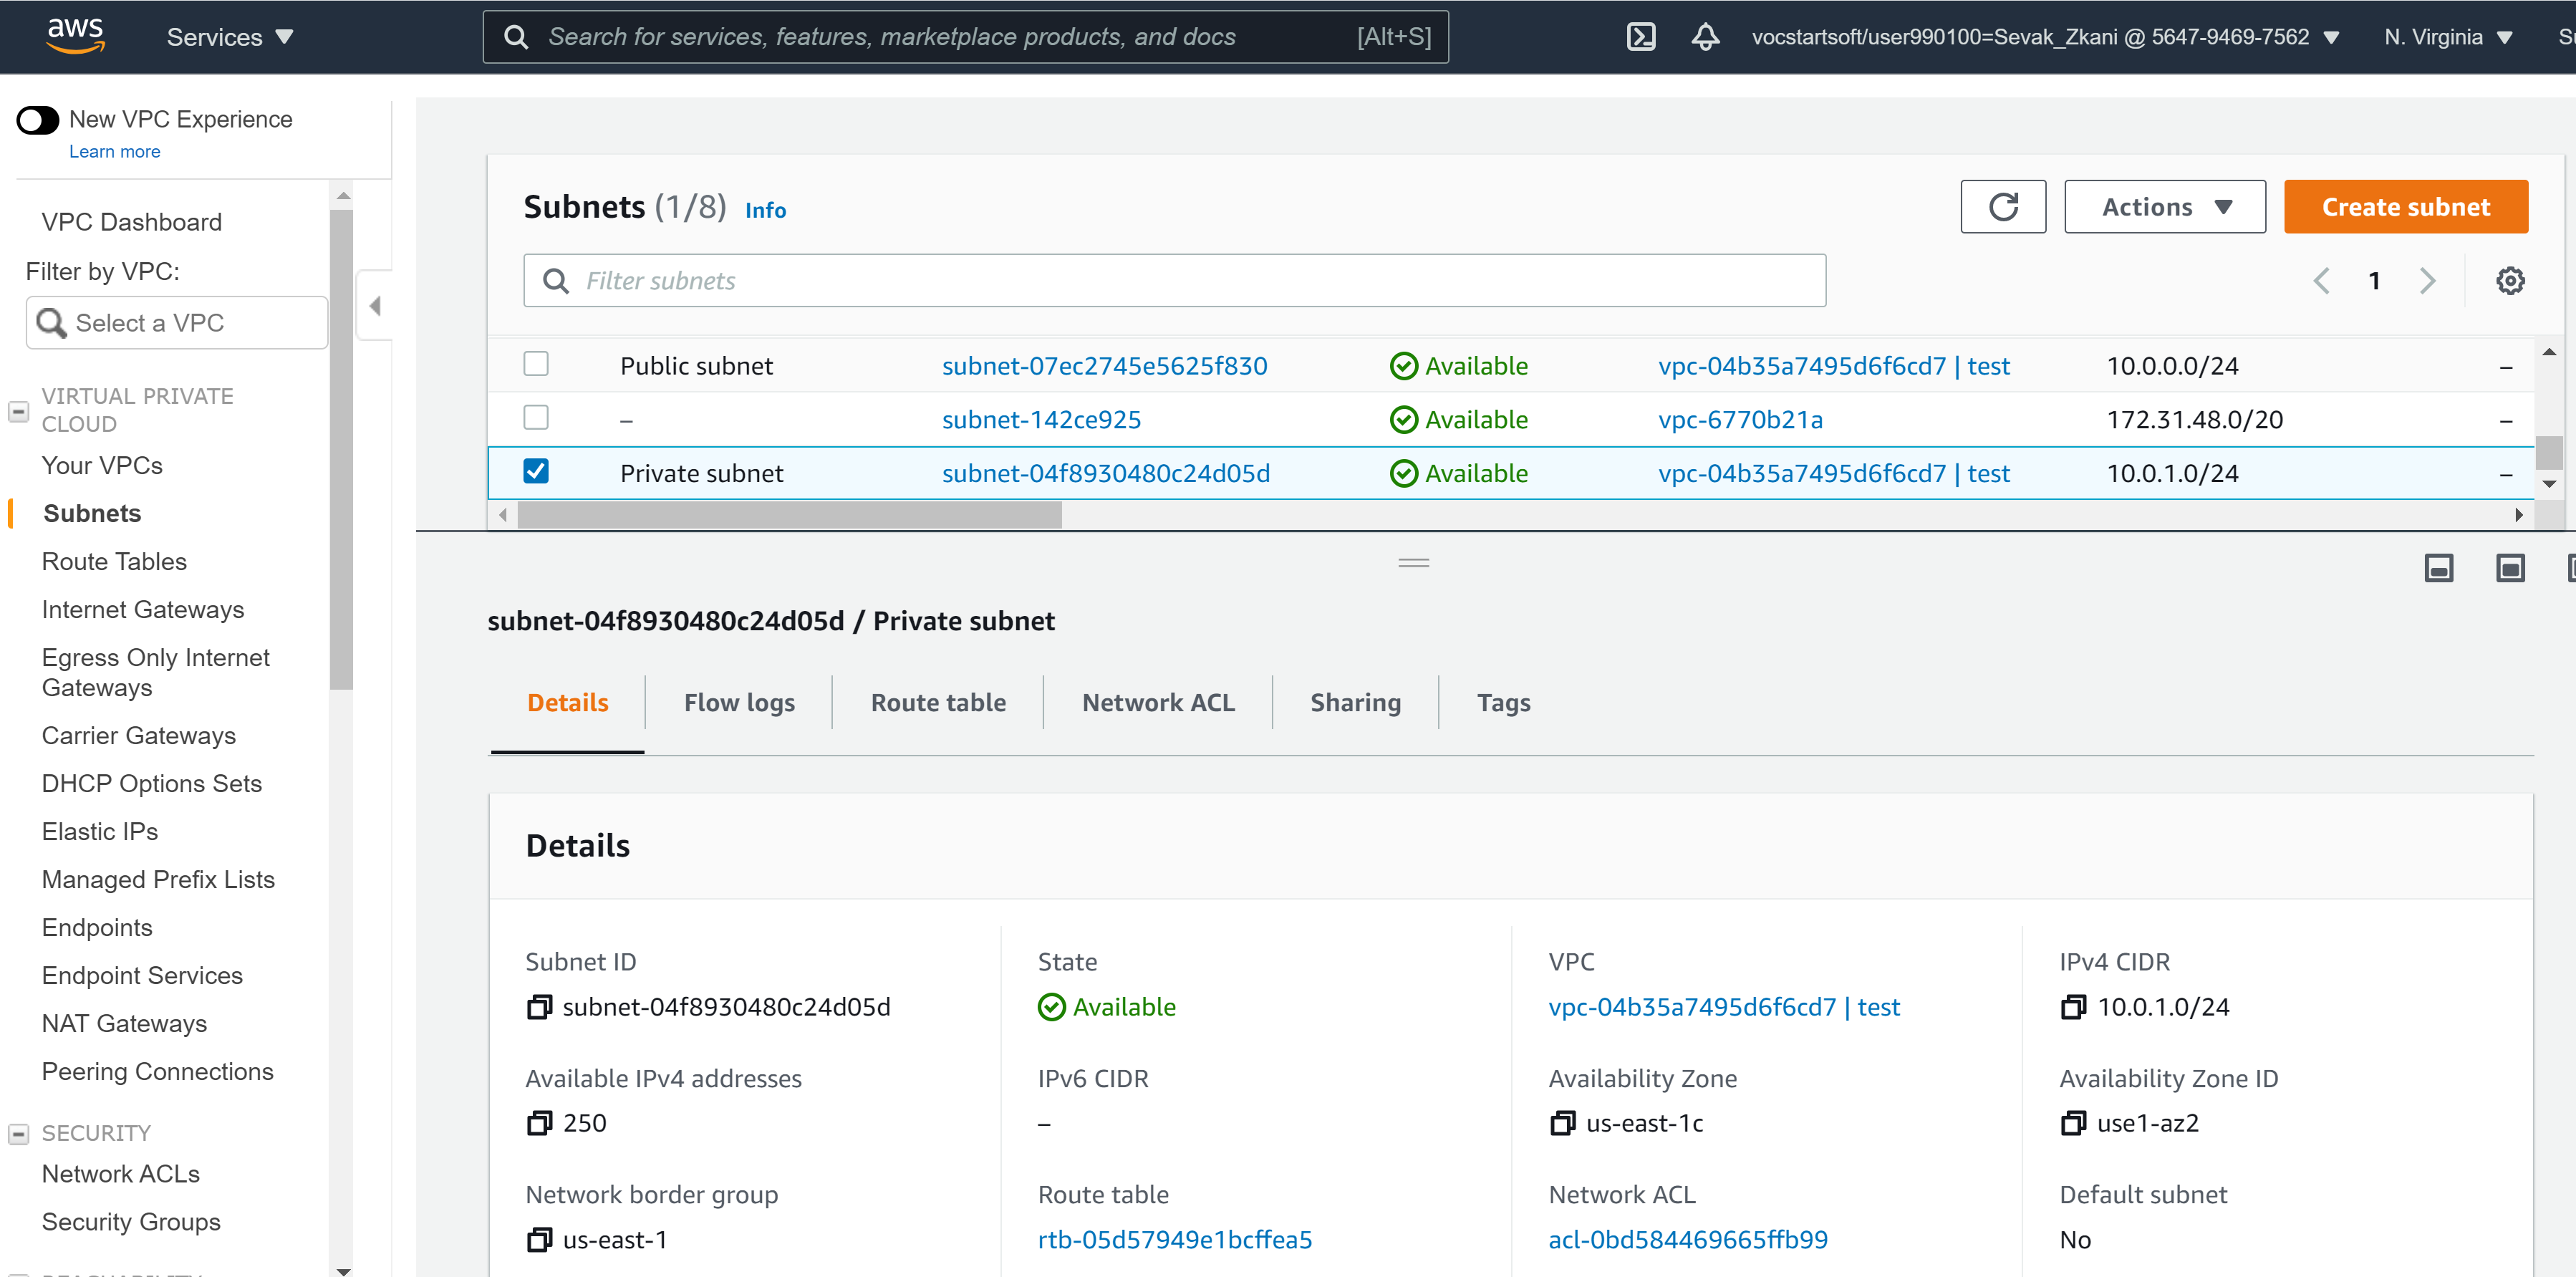 aws
Services
Search for services, features, marketplace products, and docs [Alt+S]
vocstartsoft/user990100=Sevak_Zkani @ 5647-9469-7562
N. Virginia
New VPC Experience
Learn more
VPC Dashboard
Filter by VPC:
Select a VPC
VIRTUAL PRIVATE
CLOUD
Your VPCs
Subnets
Route Tables
Internet Gateways
Egress Only Internet
Gateways
Carrier Gateways
DHCP Options Sets
Elastic IPs
Managed Prefix Lists
Endpoints
Endpoint Services
NAT Gateways
Peering Connections
SECURITY
Network ACLs
Security Groups
Subnets (1/8) Info
Actions
Create subnet
Filter subnets
1
Public subnet subnet-07ec2745e5625f830 Available vpc-04b35a7495d6f6cd7 | test 10.0.0.0/24 –
– subnet-142ce925 Available vpc-6770b21a 172.31.48.0/20 –
Private subnet subnet-04f8930480c24d05d Available vpc-04b35a7495d6f6cd7 | test 10.0.1.0/24 –
subnet-04f8930480c24d05d / Private subnet
Details Flow logs Route table Network ACL Sharing Tags
Details
Subnet ID State VPC IPv4 CIDR
subnet-04f8930480c24d05d Available vpc-04b35a7495d6f6cd7 | test 10.0.1.0/24
Available IPv4 addresses IPv6 CIDR Availability Zone Availability Zone ID
250 – us-east-1c use1-az2
Network border group Route table Network ACL Default subnet
us-east-1 rtb-05d57949e1bcffea5 acl-0bd584469665ffb99 No